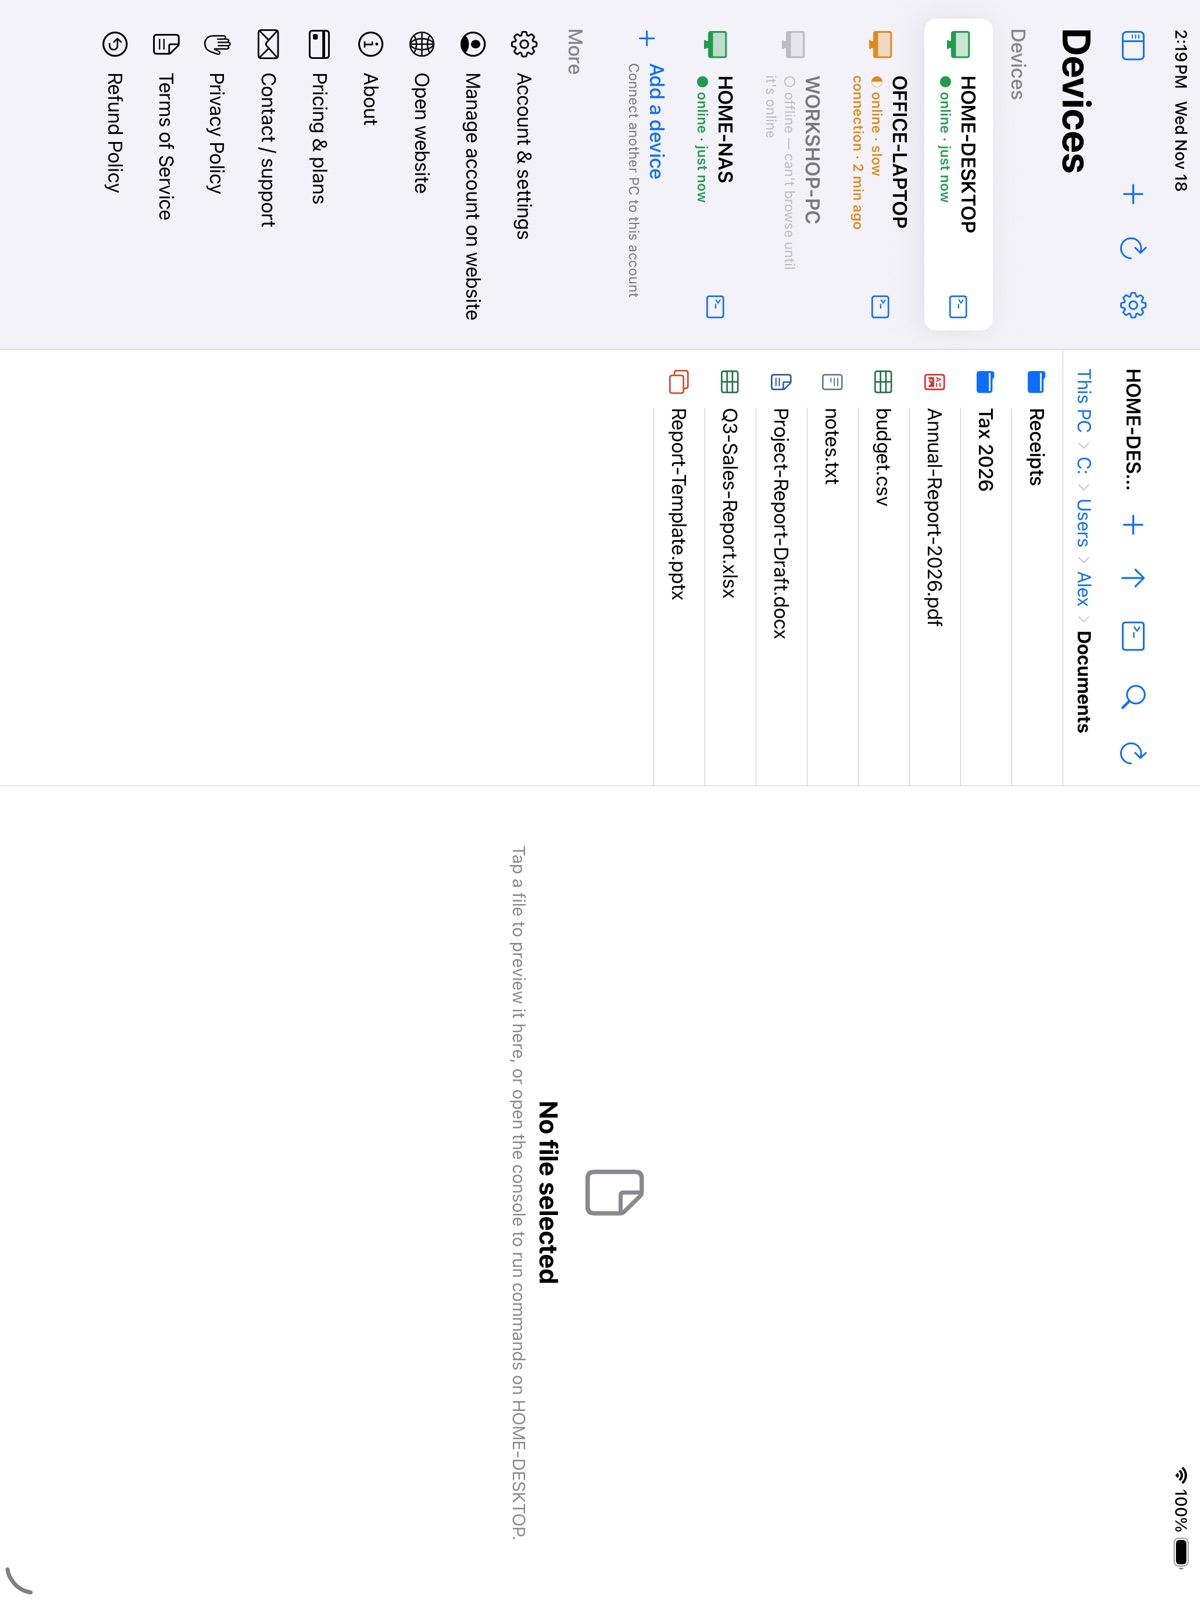 2:19 PM Wed Nov 18
100%
Devices
Devices
HOME-DESKTOP
online · just now
OFFICE-LAPTOP
online · slow
connection · 2 min ago
WORKSHOP-PC
offline — can't browse until
it's online
HOME-NAS
online · just now
Add a device
Connect another PC to this account
More
Account & settings
Manage account on website
Open website
About
Pricing & plans
Contact / support
Privacy Policy
Terms of Service
Refund Policy
HOME-DES...
This PC > C: > Users > Alex > Documents
Receipts
Tax 2026
Annual-Report-2026.pdf
budget.csv
notes.txt
Project-Report-Draft.docx
Q3-Sales-Report.xlsx
Report-Template.pptx
No file selected
Tap a file to preview it here, or open the console to run commands on HOME-DESKTOP.